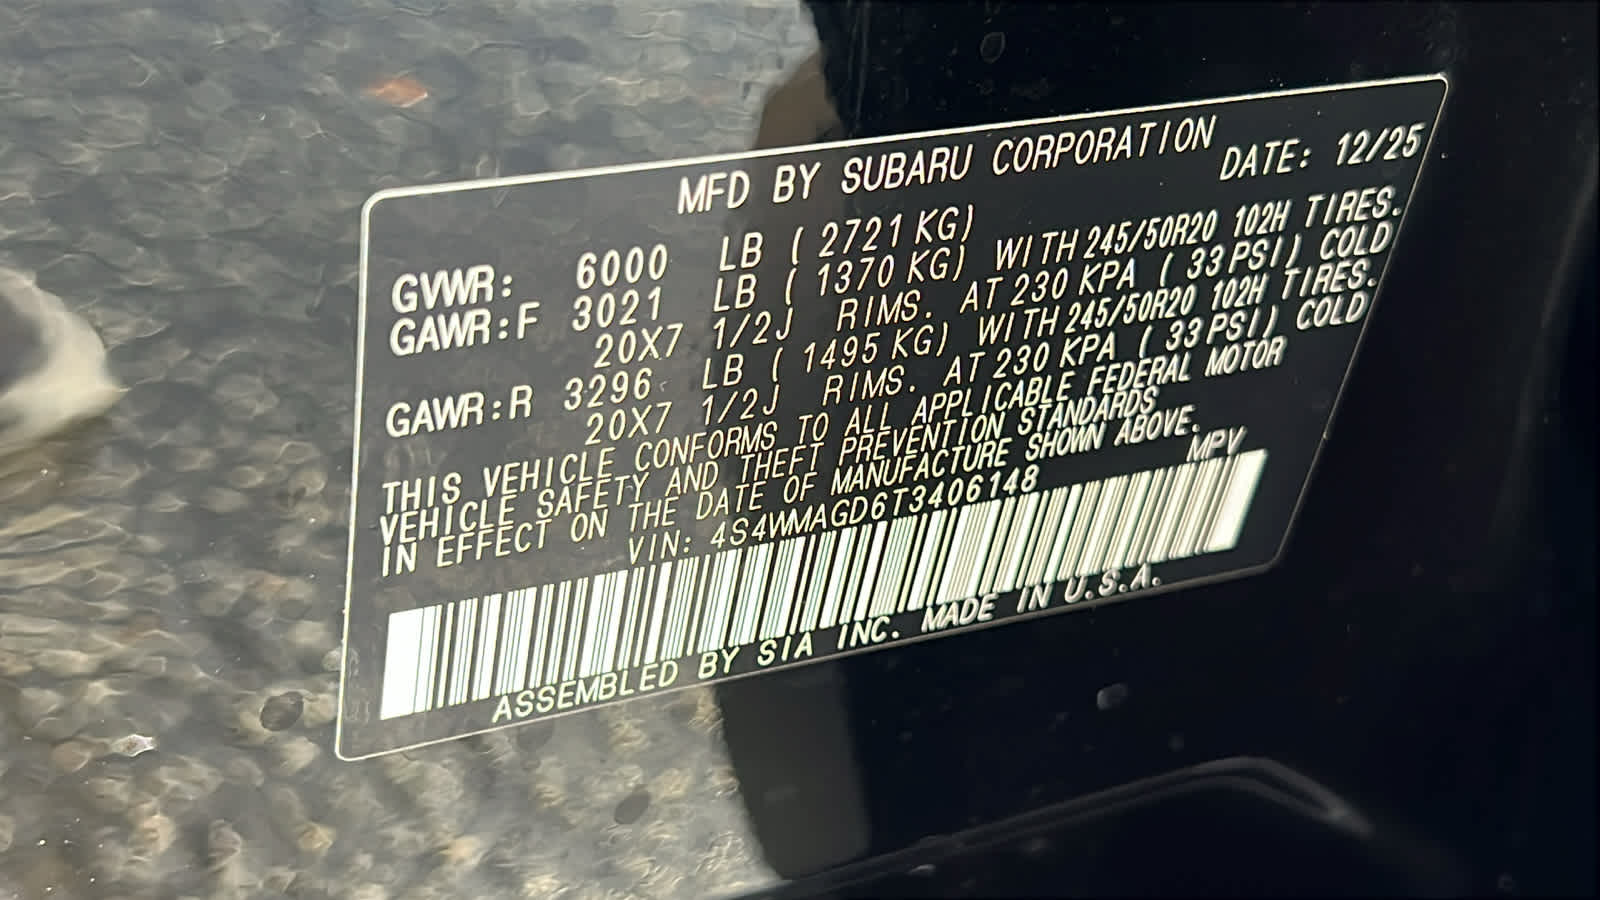 MFD BY SUBARU CORPORATION
DATE: 12/25
GVWR: 6000 LB ( 2721 KG)
GAWR:F 3021 LB ( 1370 KG) WITH 245/50R20 102H TIRES.
20X7 1/2J RIMS. AT 230 KPA ( 33 PSI) COLD
GAWR:R 3296 LB ( 1495 KG) WITH 245/50R20 102H TIRES.
20X7 1/2J RIMS. AT 230 KPA ( 33 PSI) COLD
THIS VEHICLE CONFORMS TO ALL APPLICABLE FEDERAL MOTOR
VEHICLE SAFETY AND THEFT PREVENTION STANDARDS
IN EFFECT ON THE DATE OF MANUFACTURE SHOWN ABOVE.
VIN: 4S4WMAGD6T3406148 MPV
ASSEMBLED BY SIA INC. MADE IN U.S.A.